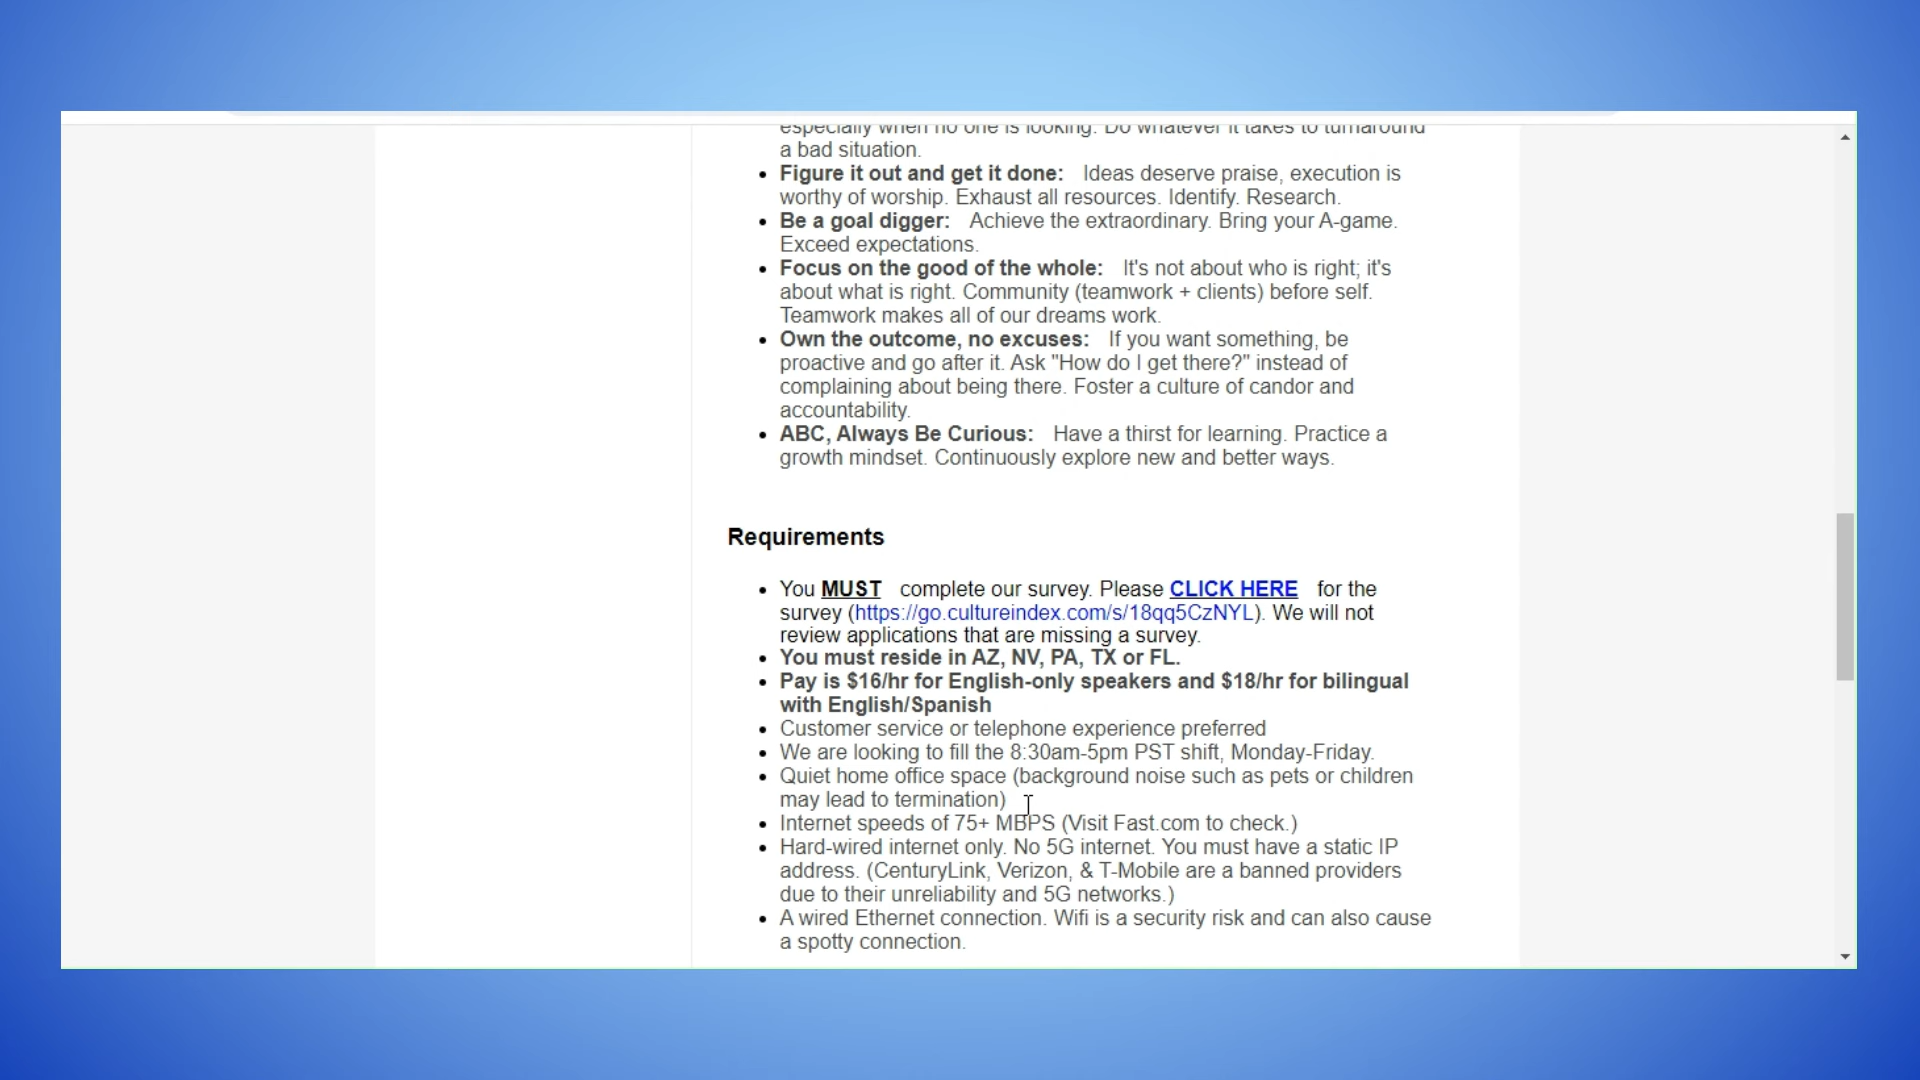 especially when no one is looking. Do whatever it takes to turnaround
a bad situation.
Figure it out and get it done: Ideas deserve praise, execution is
worthy of worship. Exhaust all resources. Identify. Research.
Be a goal digger: Achieve the extraordinary. Bring your A-game.
Exceed expectations.
Focus on the good of the whole: It's not about who is right; it's
about what is right. Community (teamwork + clients) before self.
Teamwork makes all of our dreams work.
Own the outcome, no excuses: If you want something, be
proactive and go after it. Ask "How do I get there?" instead of
complaining about being there. Foster a culture of candor and
accountability.
ABC, Always Be Curious: Have a thirst for learning. Practice a
growth mindset. Continuously explore new and better ways.
Requirements
You MUST complete our survey. Please CLICK HERE for the
survey (https://go.cultureindex.com/s/18qq5CzNYL). We will not
review applications that are missing a survey.
You must reside in AZ, NV, PA, TX or FL.
Pay is $16/hr for English-only speakers and $18/hr for bilingual
with English/Spanish
Customer service or telephone experience preferred
We are looking to fill the 8:30am-5pm PST shift, Monday-Friday.
Quiet home office space (background noise such as pets or children
may lead to termination)
Internet speeds of 75+ MBPS (Visit Fast.com to check.)
Hard-wired internet only. No 5G internet. You must have a static IP
address. (CenturyLink, Verizon, & T-Mobile are a banned providers
due to their unreliability and 5G networks.)
A wired Ethernet connection. Wifi is a security risk and can also cause
a spotty connection.